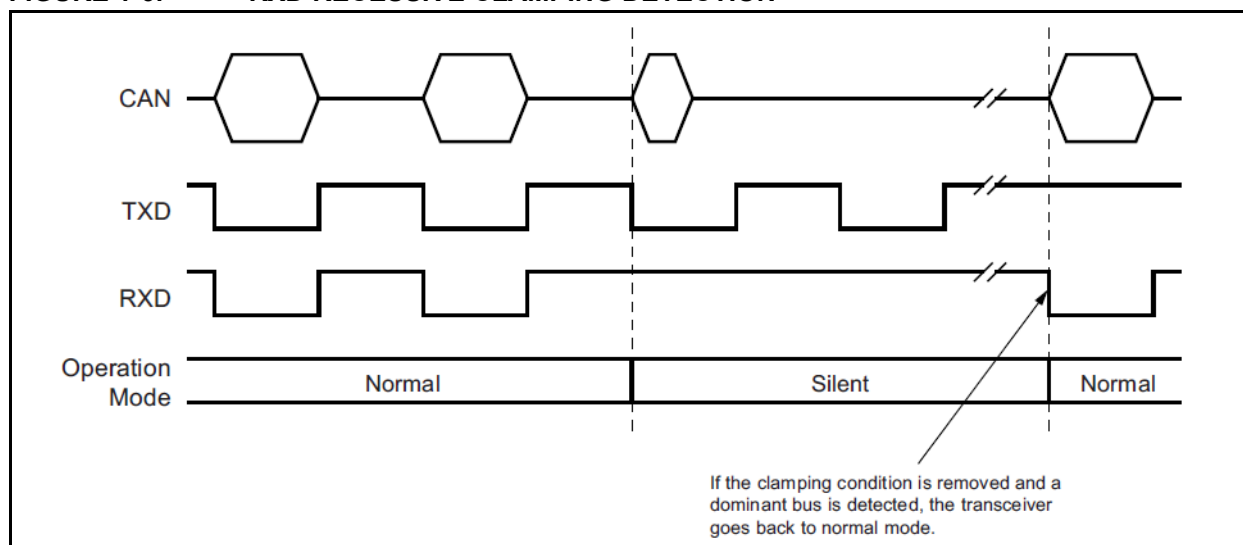 CAN
TXD
RXD
Operation
Mode
Normal
Silent
Normal
If the clamping condition is removed and a
dominant bus is detected, the transceiver
goes back to normal mode.